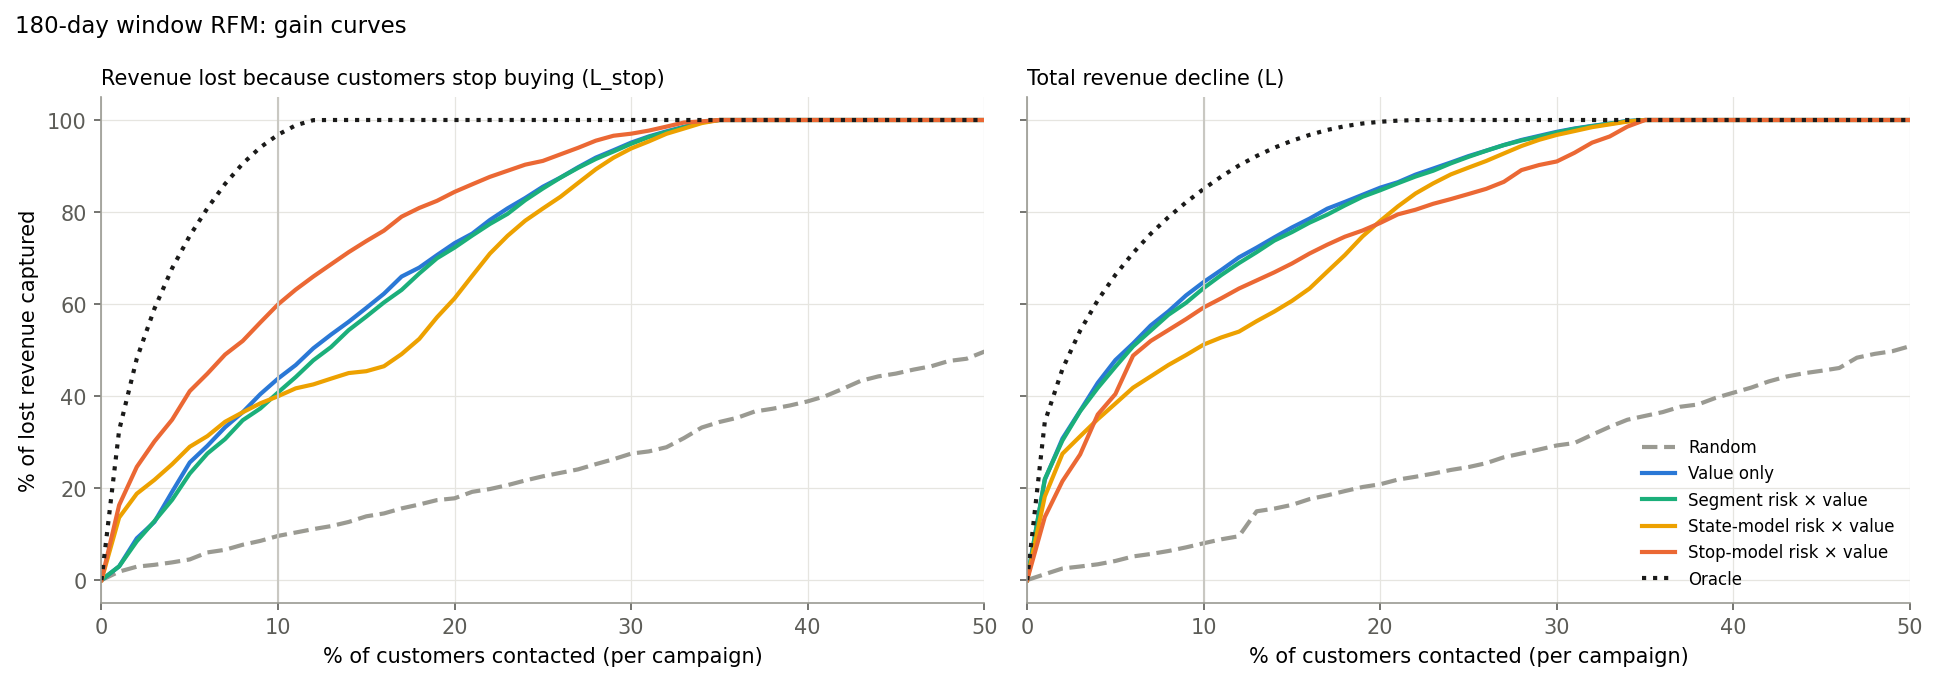 180-day window RFM: gain curves
Revenue lost because customers stop buying (L_stop)
Total revenue decline (L)
% of lost revenue captured
100
80
60
40
20
0
0 10 20 30 40 50
0 10 20 30 40 50
% of customers contacted (per campaign)
% of customers contacted (per campaign)
Random
Value only
Segment risk × value
State-model risk × value
Stop-model risk × value
Oracle